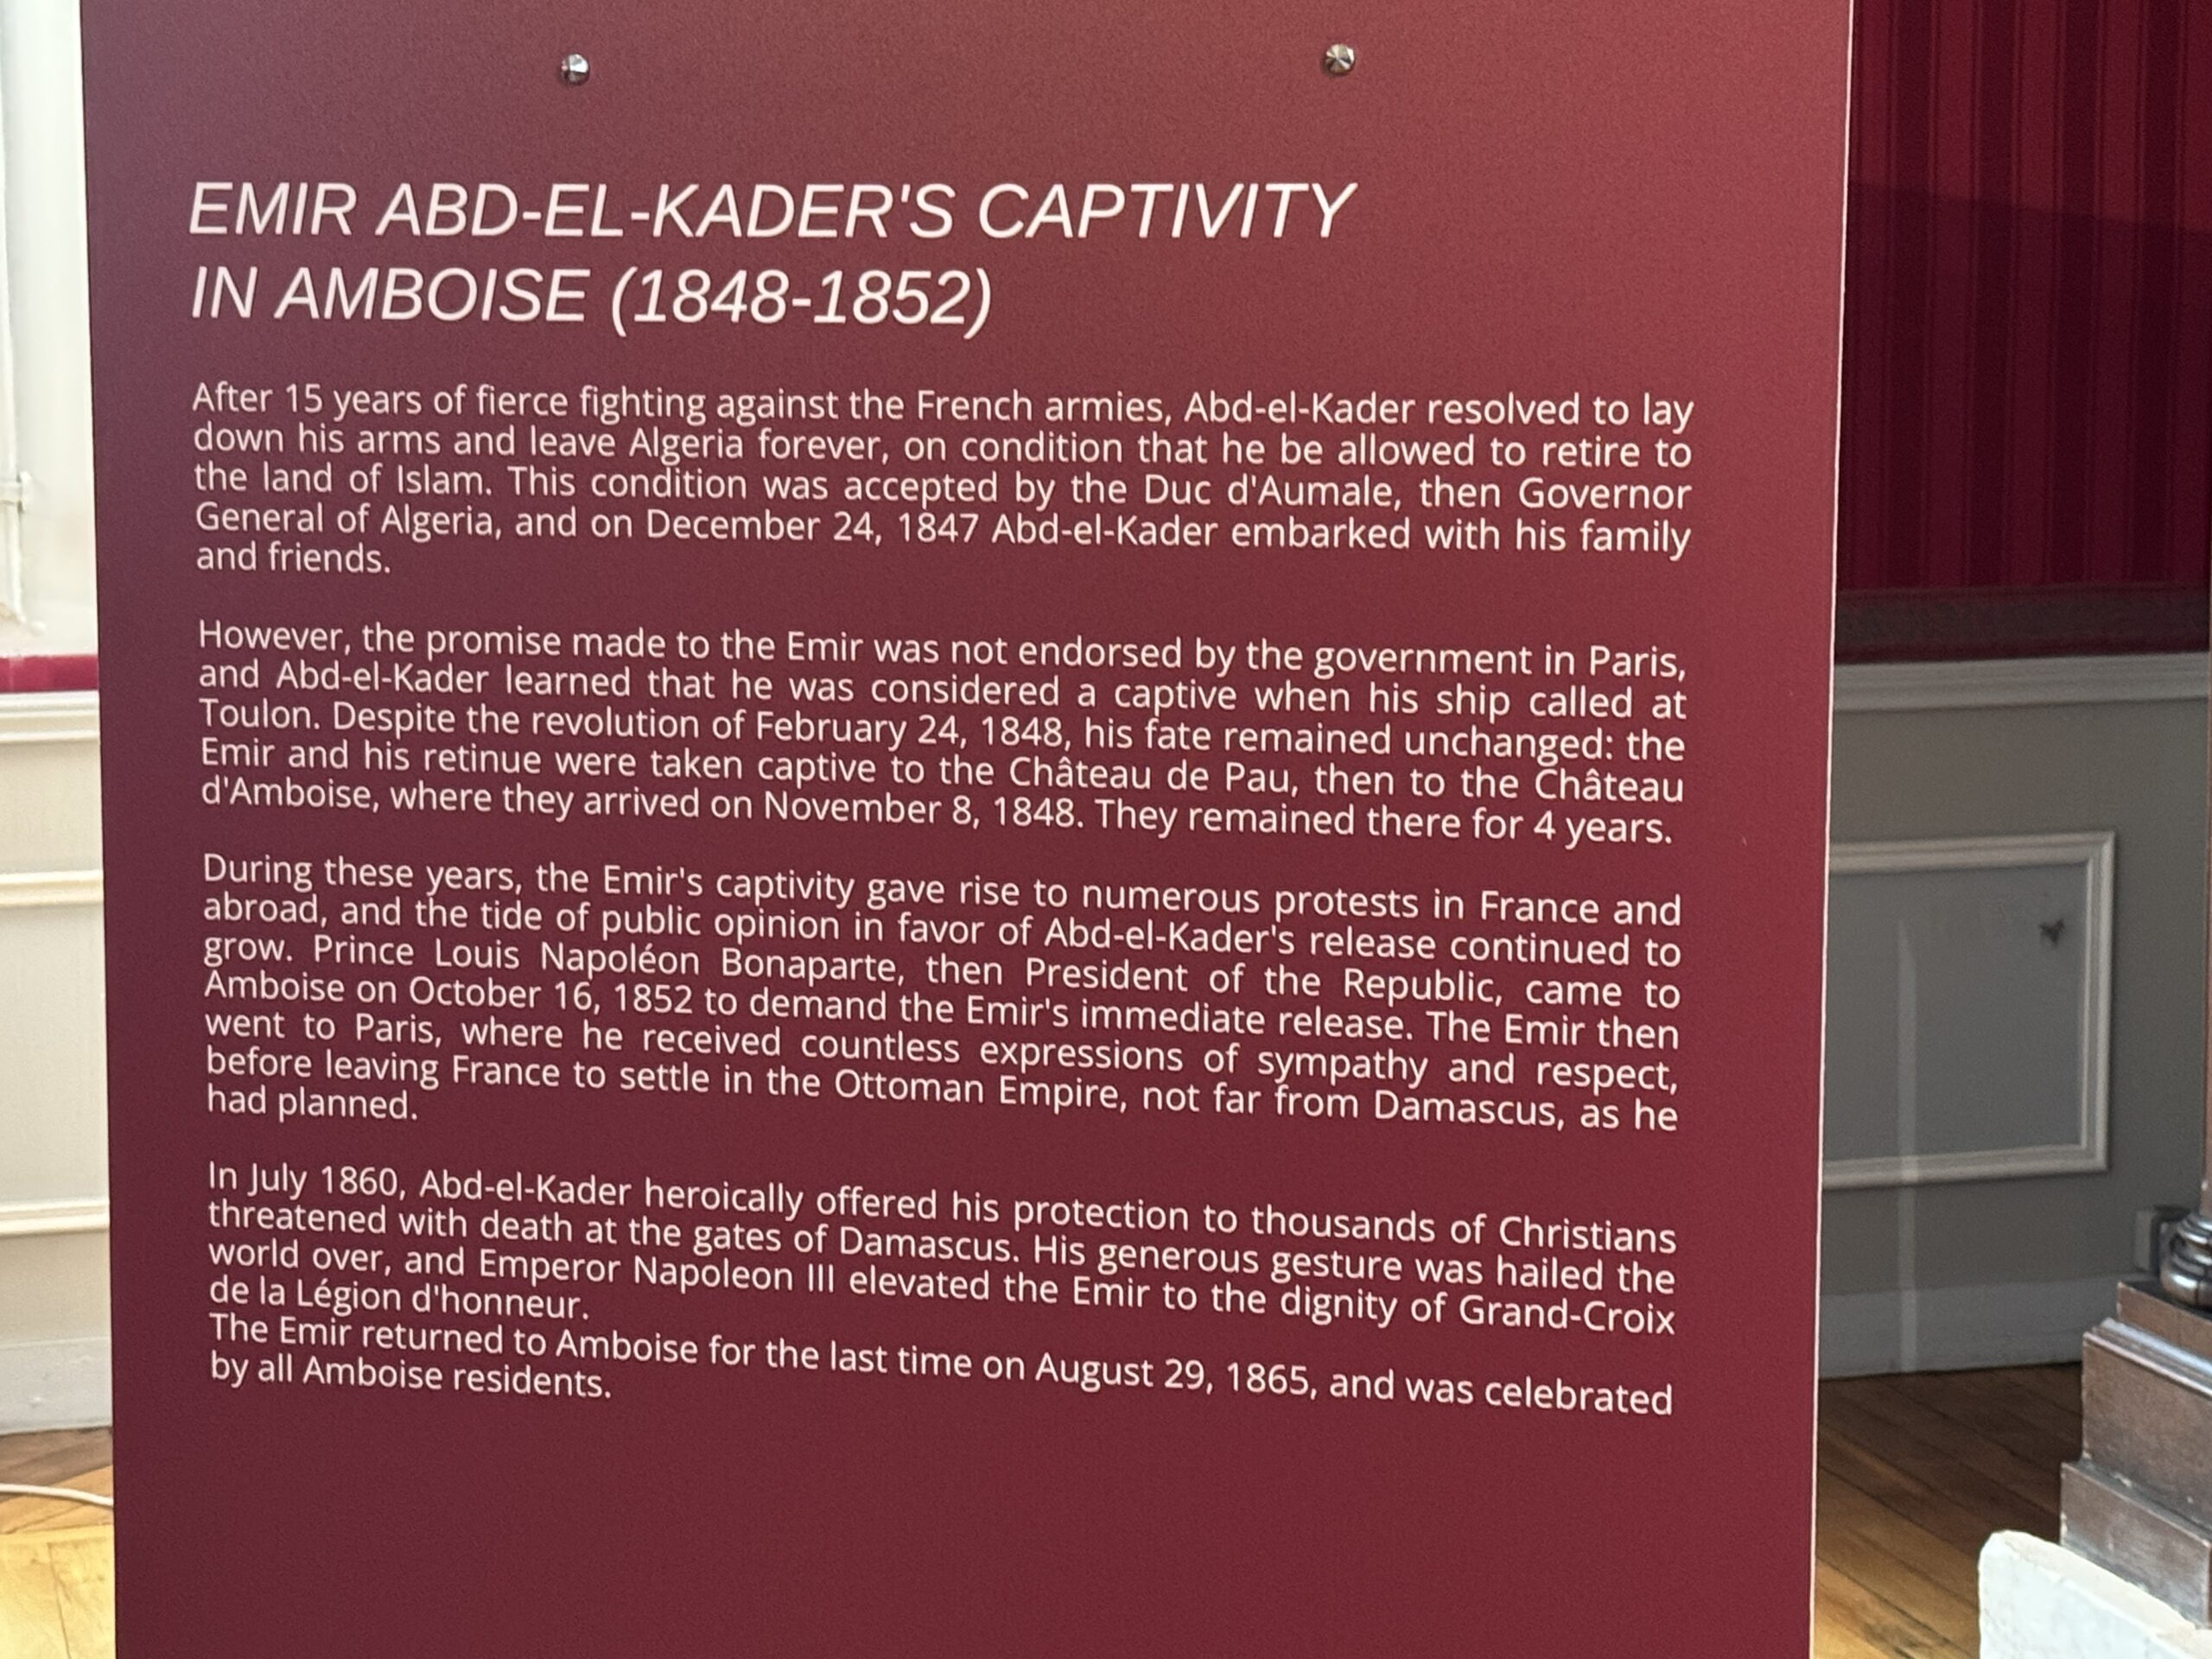 EMIR ABD-EL-KADER'S CAPTIVITY
IN AMBOISE (1848-1852)
After 15 years of fierce fighting against the French armies, Abd-el-Kader resolved to lay
down his arms and leave Algeria forever, on condition that he be allowed to retire to
the land of Islam. This condition was accepted by the Duc d'Aumale, then Governor
General of Algeria, and on December 24, 1847 Abd-el-Kader embarked with his family
and friends.
However, the promise made to the Emir was not endorsed by the government in Paris,
and Abd-el-Kader learned that he was considered a captive when his ship called at
Toulon. Despite the revolution of February 24, 1848, his fate remained unchanged: the
Emir and his retinue were taken captive to the Château de Pau, then to the Château
d'Amboise, where they arrived on November 8, 1848. They remained there for 4 years.
During these years, the Emir's captivity gave rise to numerous protests in France and
abroad, and the tide of public opinion in favor of Abd-el-Kader's release continued to
grow. Prince Louis Napoléon Bonaparte, then President of the Republic, came to
Amboise on October 16, 1852 to demand the Emir's immediate release. The Emir then
went to Paris, where he received countless expressions of sympathy and respect,
before leaving France to settle in the Ottoman Empire, not far from Damascus, as he
had planned.
In July 1860, Abd-el-Kader heroically offered his protection to thousands of Christians
threatened with death at the gates of Damascus. His generous gesture was hailed the
world over, and Emperor Napoleon III elevated the Emir to the dignity of Grand-Croix
de la Légion d'honneur.
The Emir returned to Amboise for the last time on August 29, 1865, and was celebrated
by all Amboise residents.